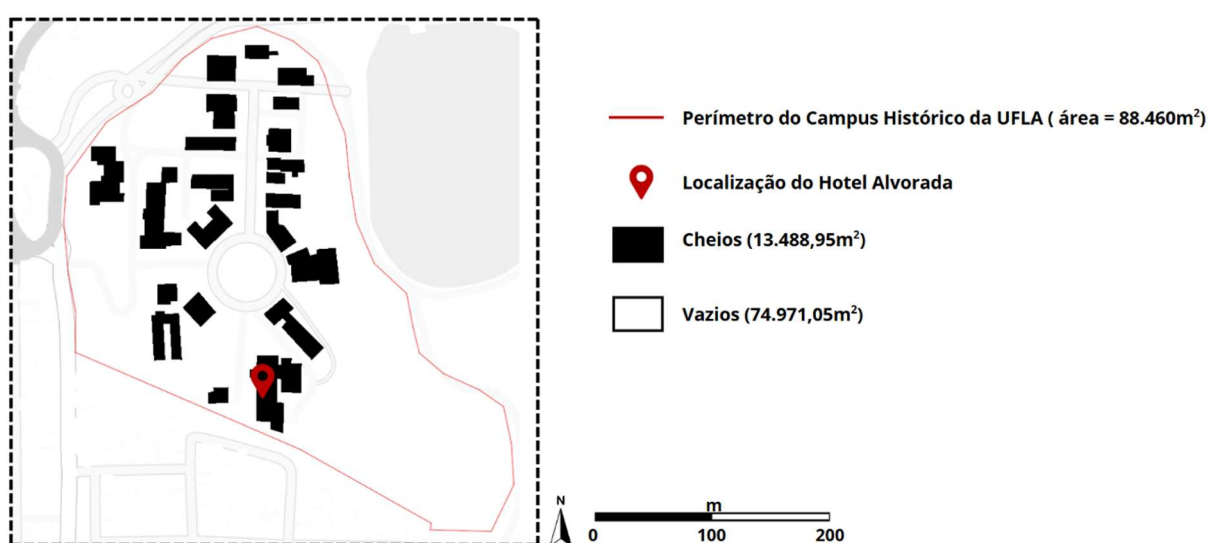 Perímetro do Campus Histórico da UFLA ( área = 88.460m²)
Localização do Hotel Alvorada
Cheios (13.488,95m²)
Vazios (74.971,05m²)
N
m
0 100 200